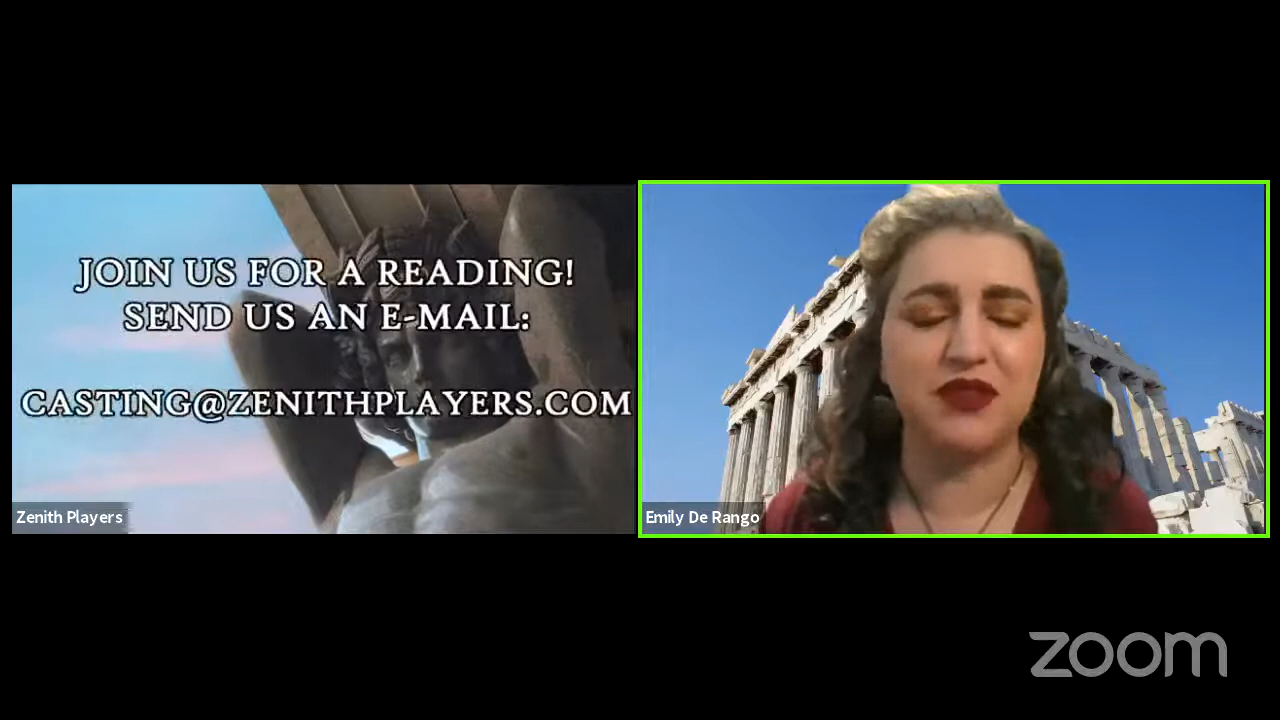 JOIN US FOR A READING!
SEND US AN E-MAIL:
CASTING@ZENITHPLAYERS.COM
Zenith Players
Emily De Rango
zoom